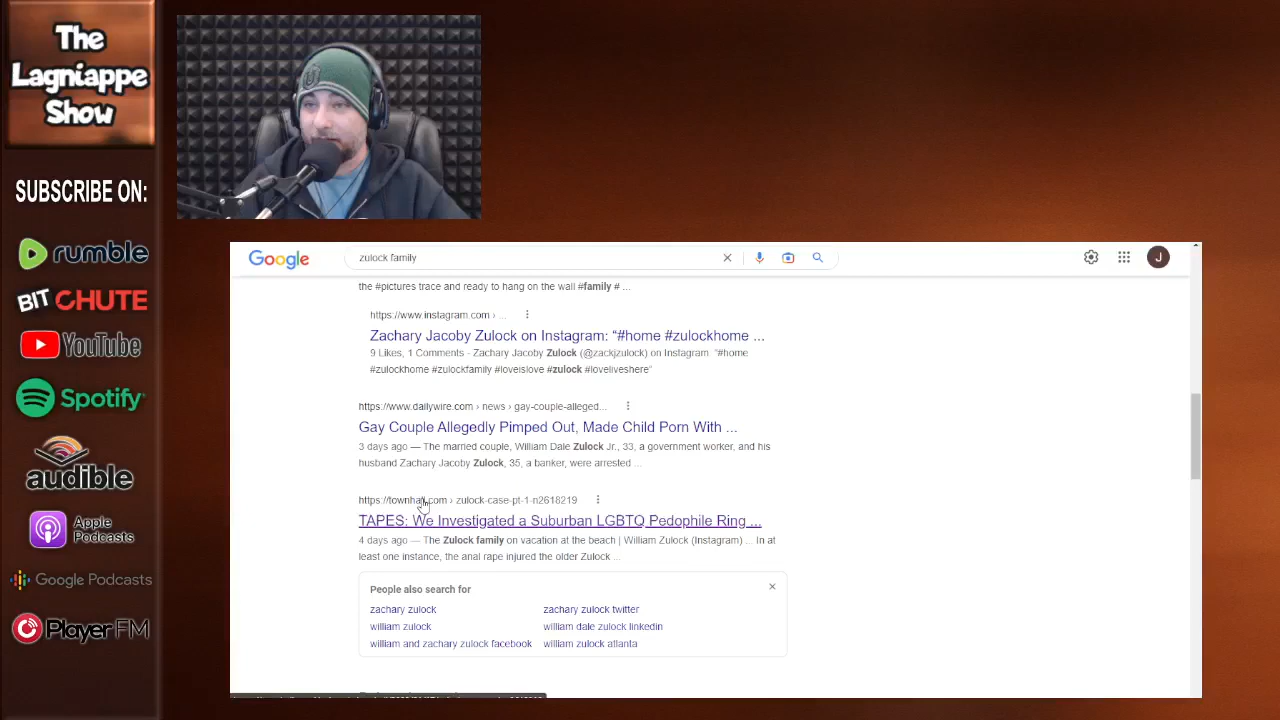 The
Lagniappe
Show
SUBSCRIBE ON:
rumble
BIT CHUTE
YouTube
Spotify
audible
Apple
Podcasts
Google Podcasts
Player FM
Google
zulock family
J
the #pictures trace and ready to hang on the wall #family # ...
https://www.instagram.com › ...
Zachary Jacoby Zulock on Instagram: "#home #zulockhome ...
9 Likes, 1 Comments - Zachary Jacoby Zulock (@zackjzulock) on Instagram "#home
#zulockhome #zulockfamily #loveislove #zulock #loveliveshere"
https://www.dailywire.com › news › gay-couple-alleged...
Gay Couple Allegedly Pimped Out, Made Child Porn With ...
3 days ago — The married couple, William Dale Zulock Jr., 33, a government worker, and his
husband Zachary Jacoby Zulock, 35, a banker, were arrested ...
https://townhall.com › zulock-case-pt-1-n2618219
TAPES: We Investigated a Suburban LGBTQ Pedophile Ring ...
4 days ago — The Zulock family on vacation at the beach | William Zulock (Instagram) ... In at
least one instance, the anal rape injured the older Zulock ...
People also search for
zachary zulock
zachary zulock twitter
william zulock
william dale zulock linkedin
william and zachary zulock facebook
william zulock atlanta